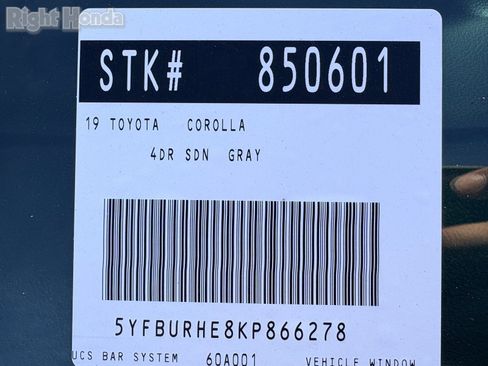 Right Honda
STK# 850601
19 TOYOTA COROLLA
4DR SDN GRAY
5YFBURHE8KP866278
UCS BAR SYSTEM 60A001 VEHICLE WINDOW